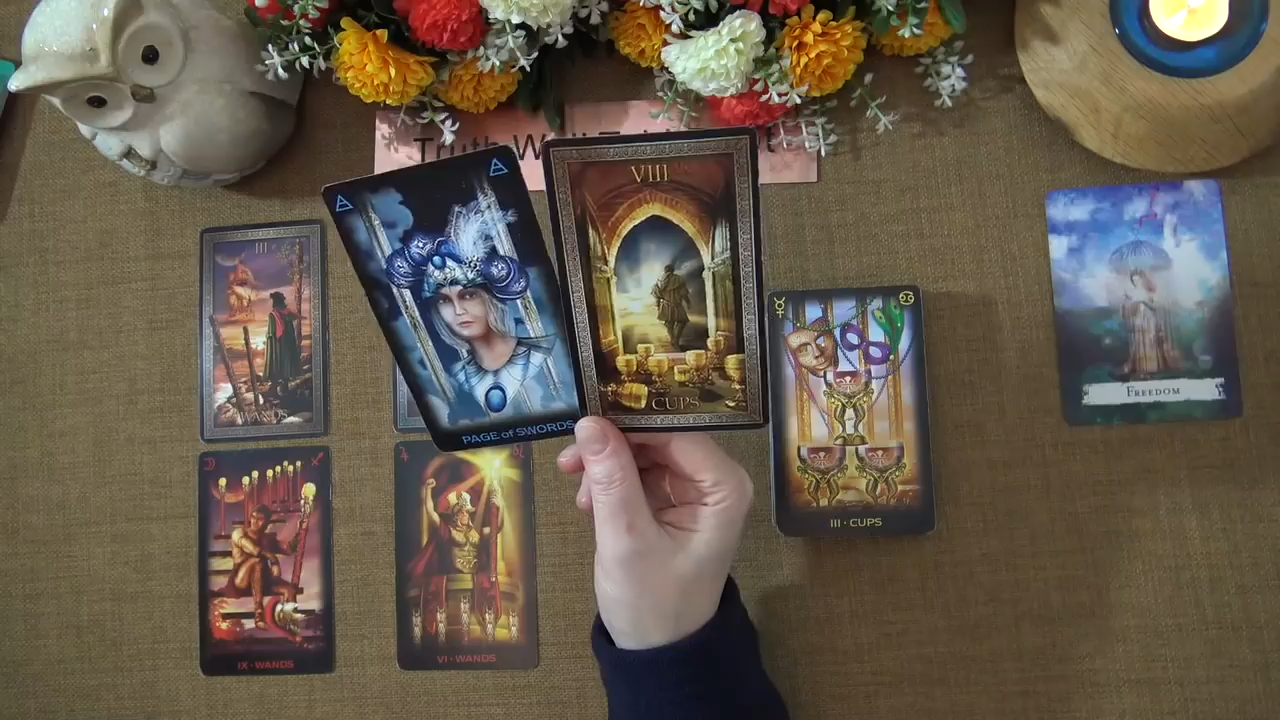 Truth
VIII
CUPS
PAGE of SWORDS
III
WANDS
III · CUPS
FREEDOM
IX · WANDS
VI · WANDS